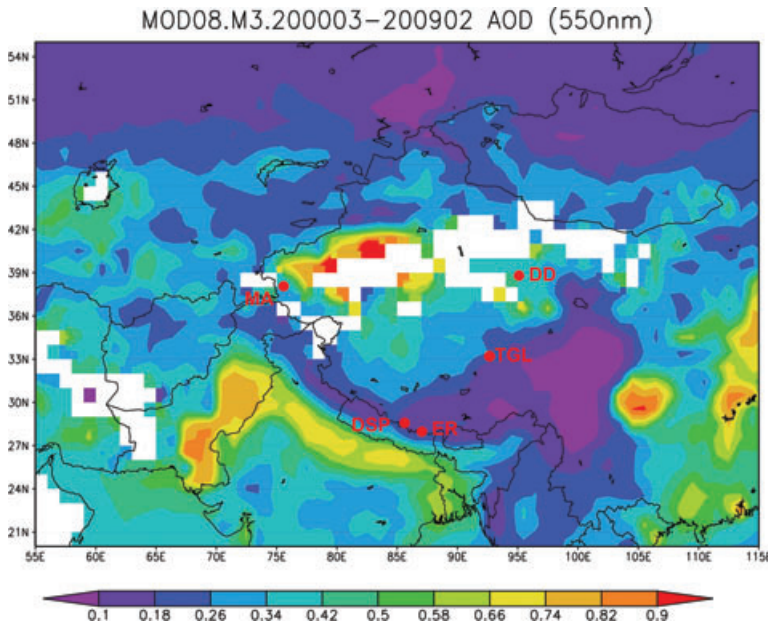 MOD08.M3.200003-200902 AOD (550nm)
54N
51N
48N
45N
42N
39N
36N
33N
30N
27N
24N
21N
MA
DD
TGL
DSP
ER
55E 60E 65E 70E 75E 80E 85E 90E 95E 100E 105E 110E 115E
0.1 0.18 0.26 0.34 0.42 0.5 0.58 0.66 0.74 0.82 0.9